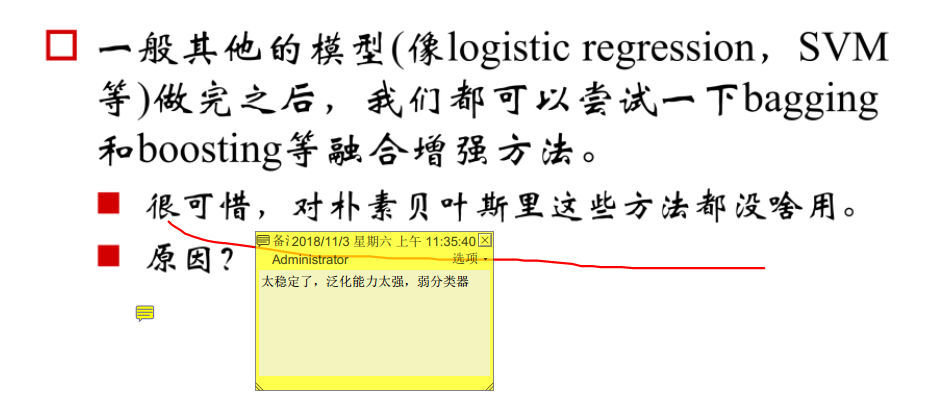 一般其他的模型(像logistic regression，SVM
等)做完之后，我们都可以尝试一下bagging
和boosting等融合增强方法。
很可惜，对朴素贝叶斯里这些方法都没啥用。
原因？
备注2018/11/3 星期六 上午 11:35:40
Administrator 选项
太稳定了，泛化能力太强，弱分类器